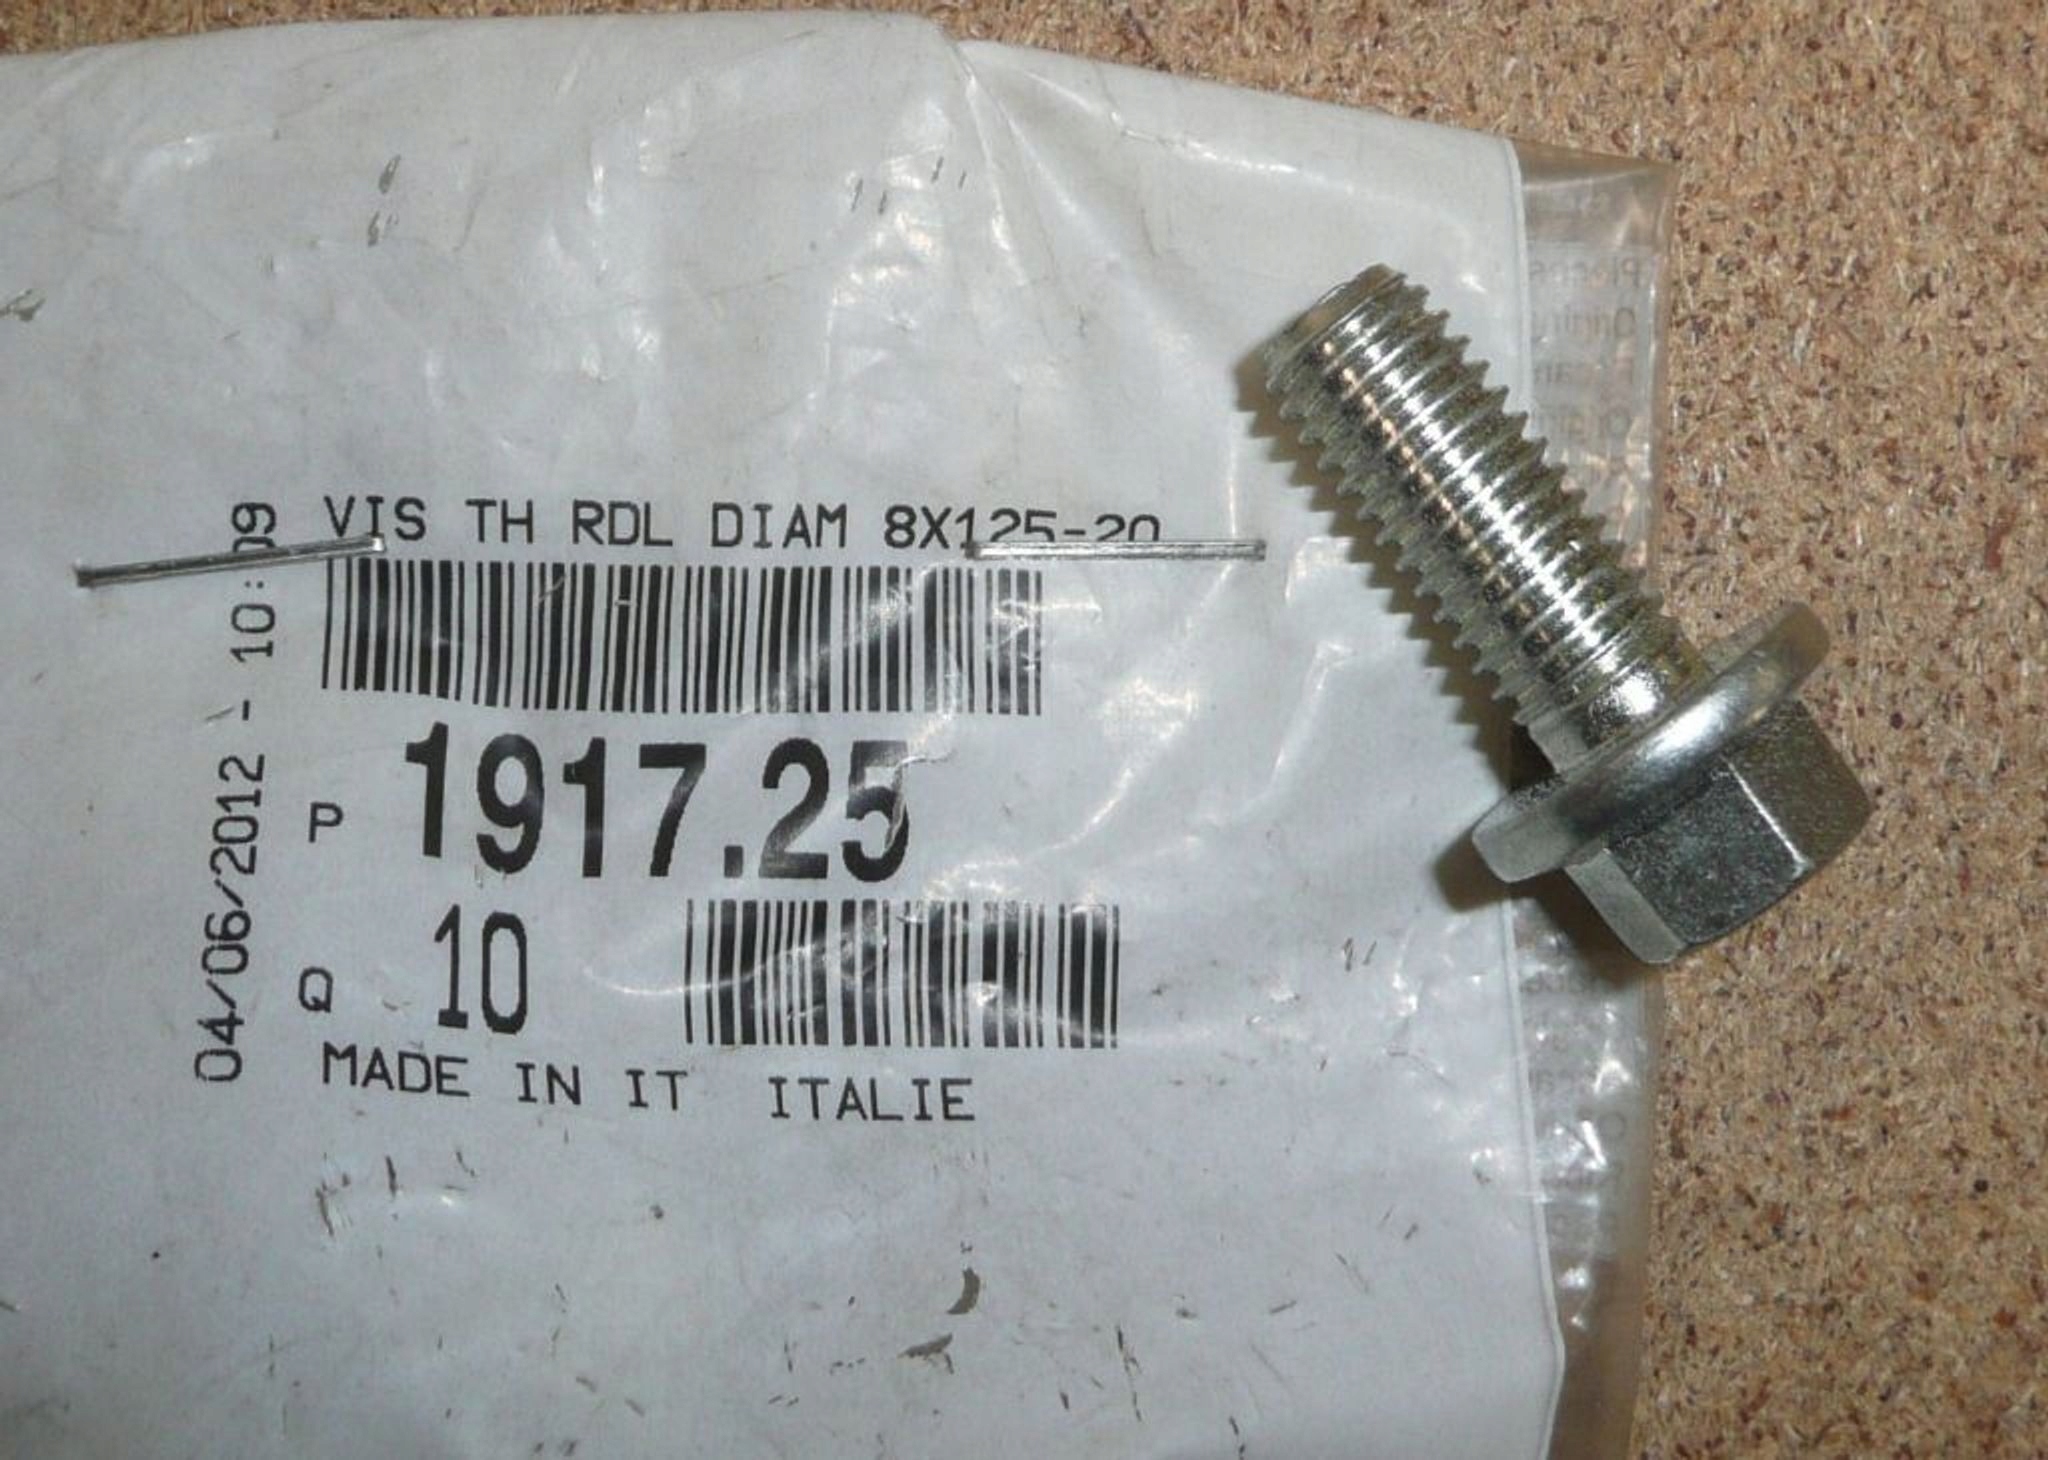 VIS TH RDL DIAM 8X125-20
04/06/2012 - 10:09
P 1917.25
Q 10
MADE IN IT ITALIE